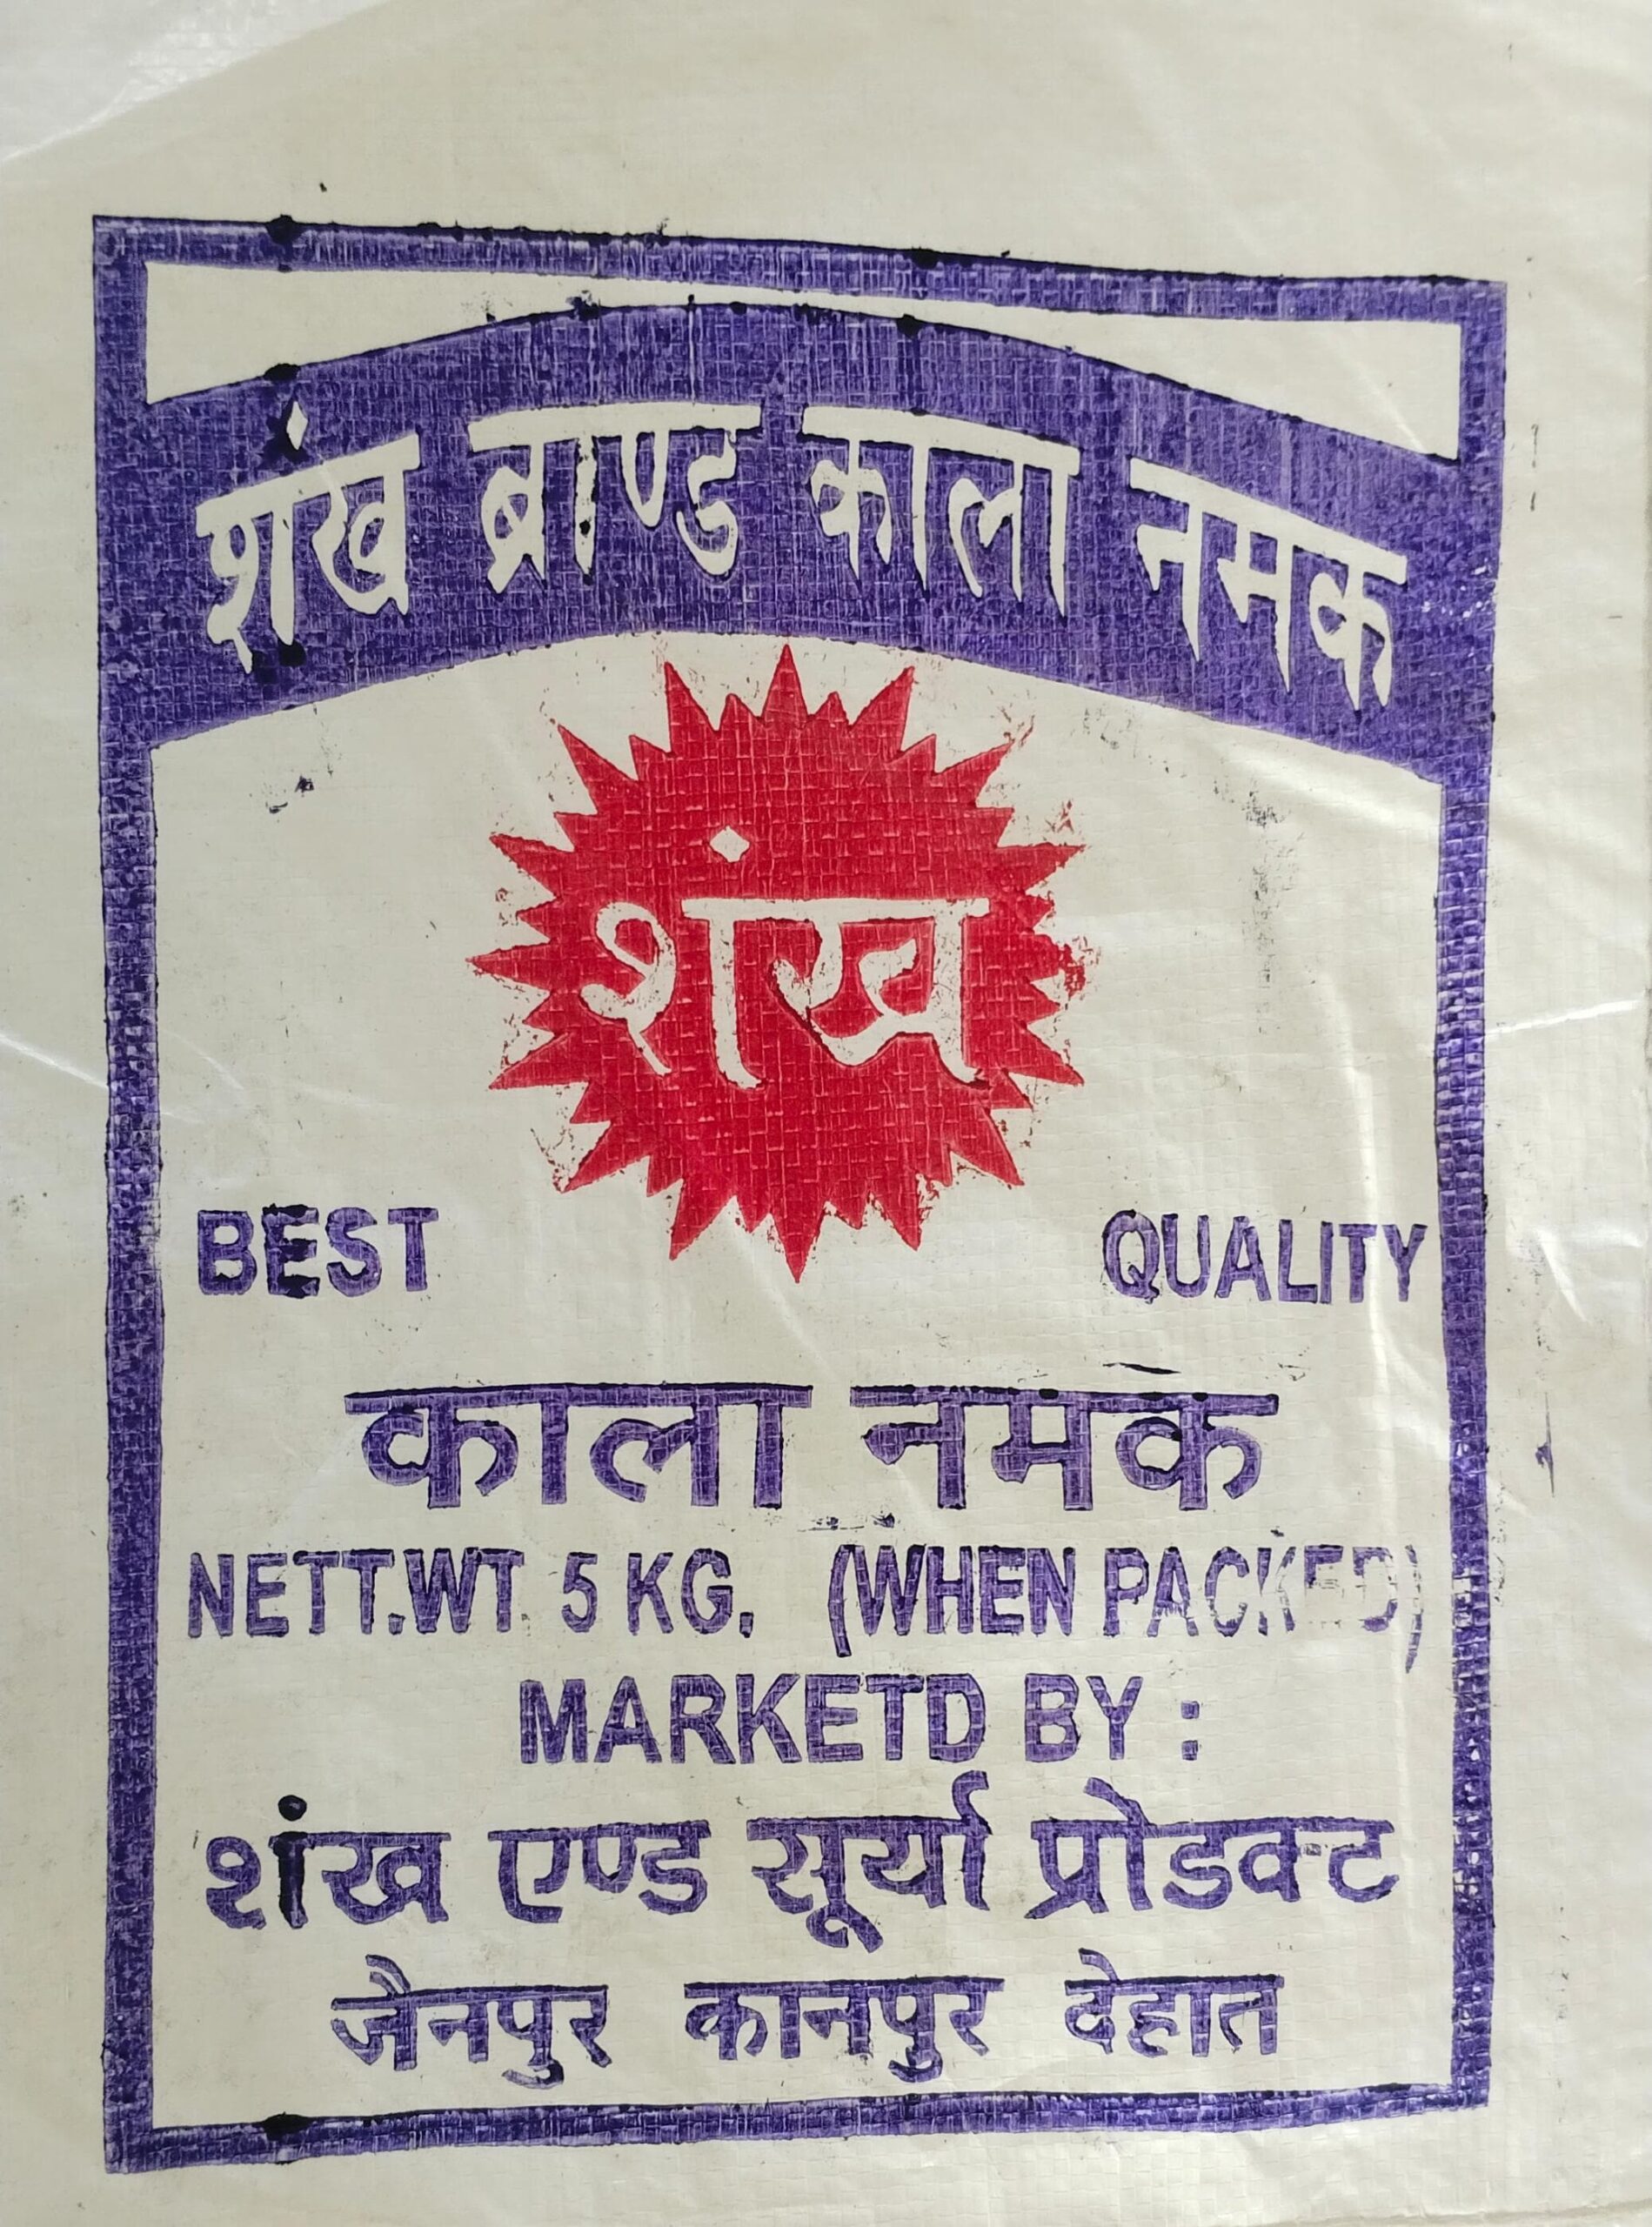 शंख ब्राण्ड काला नमक
शंख
BEST QUALITY
काला नमक
NETT.WT. 5 KG. (WHEN PACKED)
MARKETD BY :
शंख एण्ड सूर्या प्रोडक्ट
जैनपुर कानपुर देहात